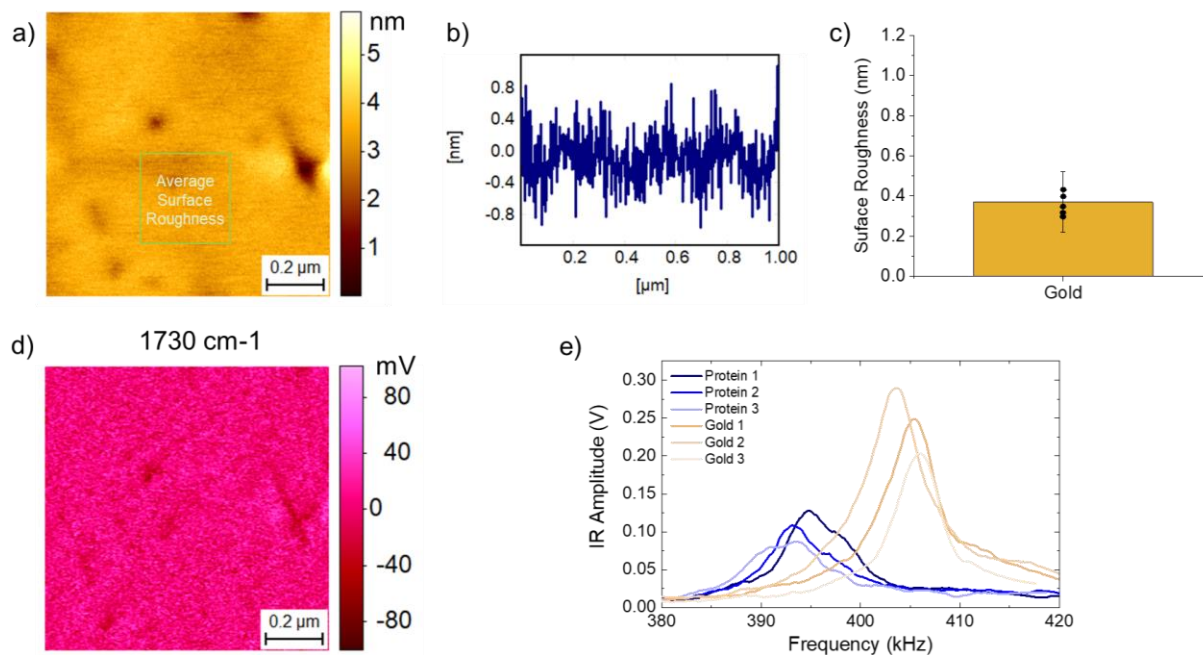 a)
nm
5
4
3
2
1
Average
Surface
Roughness
0.2 µm
b)
[nm]
0.8
0.4
0.0
-0.4
-0.8
0.2 0.4 0.6 0.8 1.00
[µm]
c)
Suface Roughness (nm)
1.2
1.0
0.8
0.6
0.4
0.2
0.0
Gold
d)
1730 cm-1
mV
80
40
0
-40
-80
0.2 µm
e)
IR Amplitude (V)
0.30
0.25
0.20
0.15
0.10
0.05
0.00
Protein 1
Protein 2
Protein 3
Gold 1
Gold 2
Gold 3
380 390 400 410 420
Frequency (kHz)